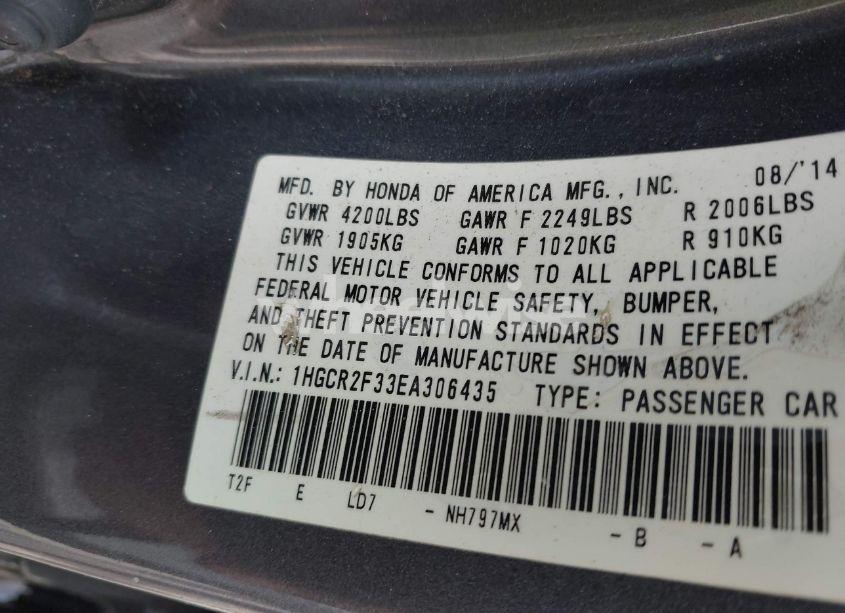 MFD. BY HONDA OF AMERICA MFG., INC. 08/'14
GVWR 4200LBS GAWR F 2249LBS R 2006LBS
GVWR 1905KG GAWR F 1020KG R 910KG
THIS VEHICLE CONFORMS TO ALL APPLICABLE
FEDERAL MOTOR VEHICLE SAFETY, BUMPER,
AND THEFT PREVENTION STANDARDS IN EFFECT
ON THE DATE OF MANUFACTURE SHOWN ABOVE.
V.I.N.: 1HGCR2F33EA306435 TYPE: PASSENGER CAR
T2F E LD7 - NH797MX - B - A